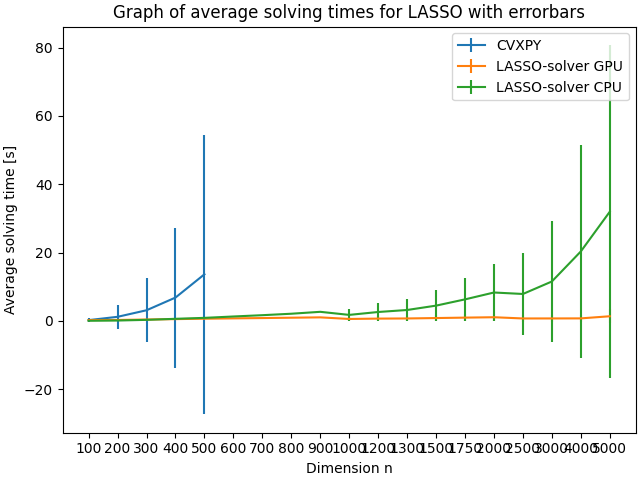 Graph of average solving times for LASSO with errorbars
CVXPY
LASSO-solver GPU
LASSO-solver CPU
Average solving time [s]
80
60
40
20
0
−20
100 200 300 400 500 600 700 800 900 1000 1200 1300 1500 1750 2000 2500 3000 4000 5000
Dimension n